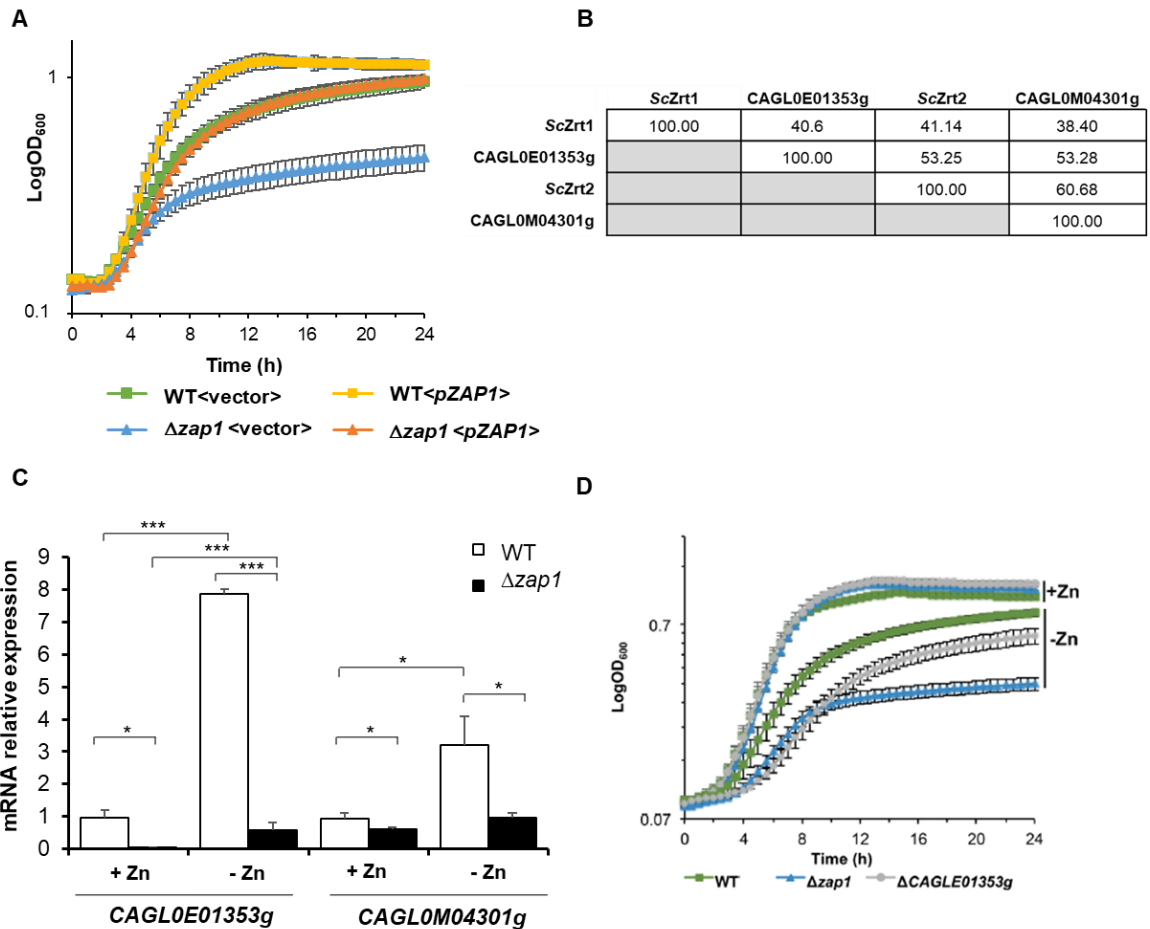 A
LogOD600
1
0.1
0 4 8 12 16 20 24
Time (h)
WT<vector> WT<pZAP1>
Δzap1 <vector> Δzap1 <pZAP1>
B
ScZrt1 CAGL0E01353g ScZrt2 CAGL0M04301g
ScZrt1 100.00 40.6 41.14 38.40
CAGL0E01353g 100.00 53.25 53.28
ScZrt2 100.00 60.68
CAGL0M04301g 100.00
C
mRNA relative expression
9
8
7
6
5
4
3
2
1
0
***
***
***
*
*
*
*
WT
Δzap1
+ Zn - Zn + Zn - Zn
CAGL0E01353g CAGL0M04301g
D
LogOD600
0.7
0.07
+Zn
-Zn
0 4 8 12 16 20 24
Time (h)
WT Δzap1 ΔCAGLE01353g